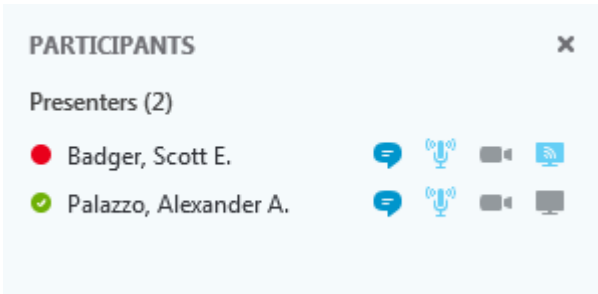 PARTICIPANTS
Presenters (2)
Badger, Scott E.
Palazzo, Alexander A.